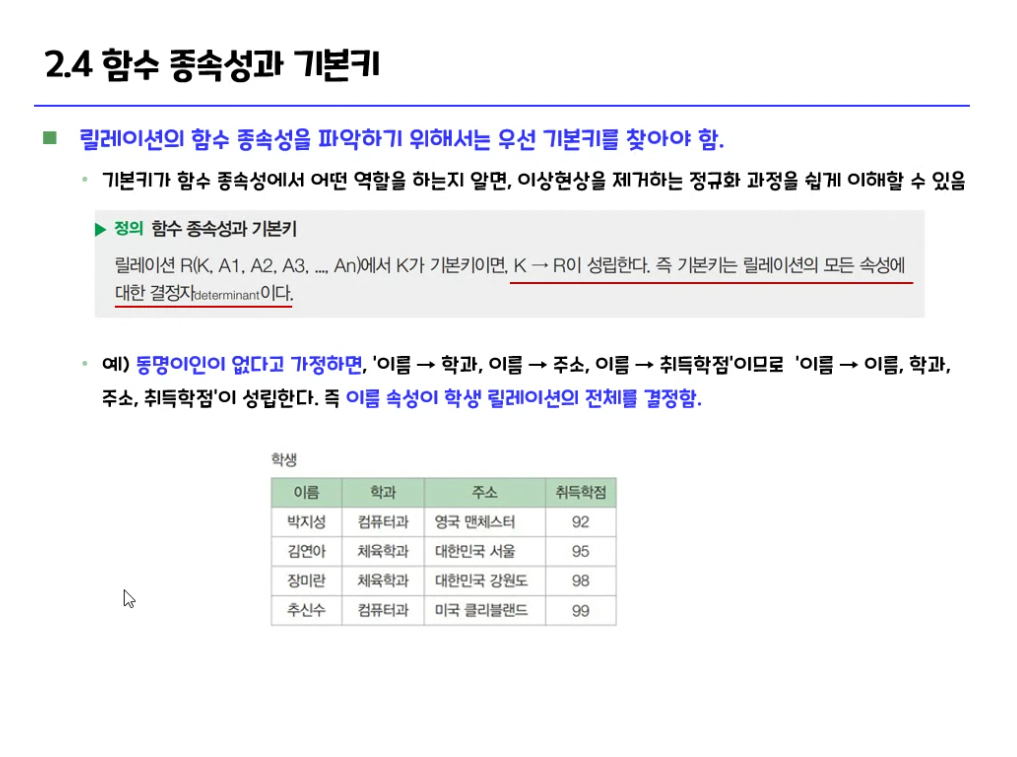 2.4 함수 종속성과 기본키
■ 릴레이션의 함수 종속성을 파악하기 위해서는 우선 기본키를 찾아야 함.
• 기본키가 함수 종속성에서 어떤 역할을 하는지 알면, 이상현상을 제거하는 정규화 과정을 쉽게 이해할 수 있음
▶ 정의 함수 종속성과 기본키
릴레이션 R(K, A1, A2, A3, ..., An)에서 K가 기본키이면, K → R이 성립한다. 즉 기본키는 릴레이션의 모든 속성에
대한 결정자determinant이다.
• 예) 동명이인이 없다고 가정하면, '이름 → 학과, 이름 → 주소, 이름 → 취득학점'이므로 '이름 → 이름, 학과,
주소, 취득학점'이 성립한다. 즉 이름 속성이 학생 릴레이션의 전체를 결정함.
학생
이름 학과 주소 취득학점
박지성 컴퓨터과 영국 맨체스터 92
김연아 체육학과 대한민국 서울 95
장미란 체육학과 대한민국 강원도 98
추신수 컴퓨터과 미국 클리블랜드 99